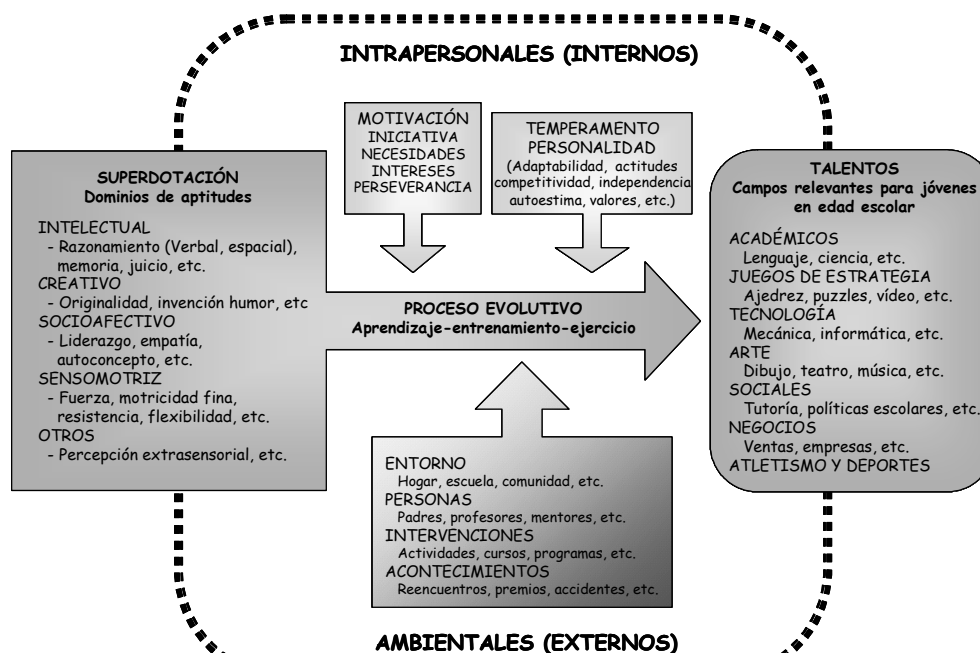 INTRAPERSONALES (INTERNOS)
MOTIVACIÓN
INICIATIVA
NECESIDADES
INTERESES
PERSEVERANCIA
TEMPERAMENTO
PERSONALIDAD
(Adaptabilidad, actitudes
competitividad, independencia
autoestima, valores, etc.)
SUPERDOTACIÓN
Dominios de aptitudes
INTELECTUAL
- Razonamiento (Verbal, espacial),
memoria, juicio, etc.
CREATIVO
- Originalidad, invención humor, etc
SOCIOAFECTIVO
- Liderazgo, empatía,
autoconcepto, etc.
SENSOMOTRIZ
- Fuerza, motricidad fina,
resistencia, flexibilidad, etc.
OTROS
- Percepción extrasensorial, etc.
PROCESO EVOLUTIVO
Aprendizaje-entrenamiento-ejercicio
TALENTOS
Campos relevantes para jóvenes
en edad escolar
ACADÉMICOS
Lenguaje, ciencia, etc.
JUEGOS DE ESTRATEGIA
Ajedrez, puzzles, vídeo, etc.
TECNOLOGÍA
Mecánica, informática, etc.
ARTE
Dibujo, teatro, música, etc.
SOCIALES
Tutoría, políticas escolares, etc.
NEGOCIOS
Ventas, empresas, etc.
ATLETISMO Y DEPORTES
ENTORNO
Hogar, escuela, comunidad, etc.
PERSONAS
Padres, profesores, mentores, etc.
INTERVENCIONES
Actividades, cursos, programas, etc.
ACONTECIMIENTOS
Reencuentros, premios, accidentes, etc.
AMBIENTALES (EXTERNOS)